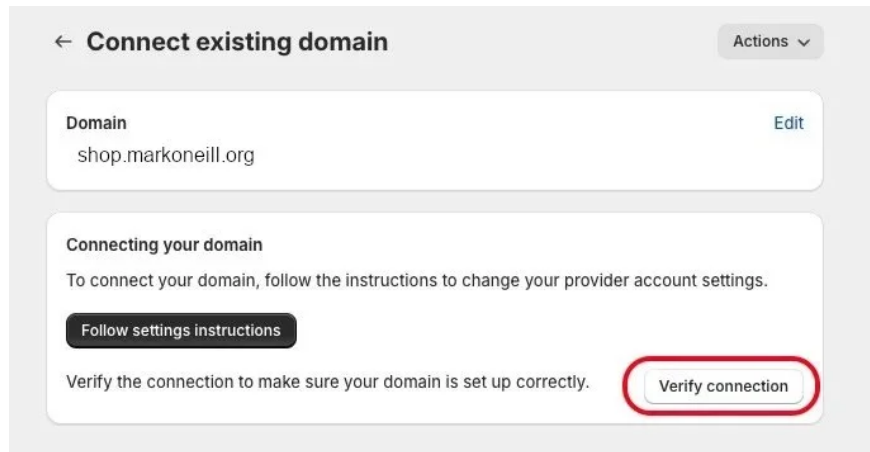 ← Connect existing domain
Actions
Domain
Edit
shop.markoneill.org
Connecting your domain
To connect your domain, follow the instructions to change your provider account settings.
Follow settings instructions
Verify the connection to make sure your domain is set up correctly.
Verify connection